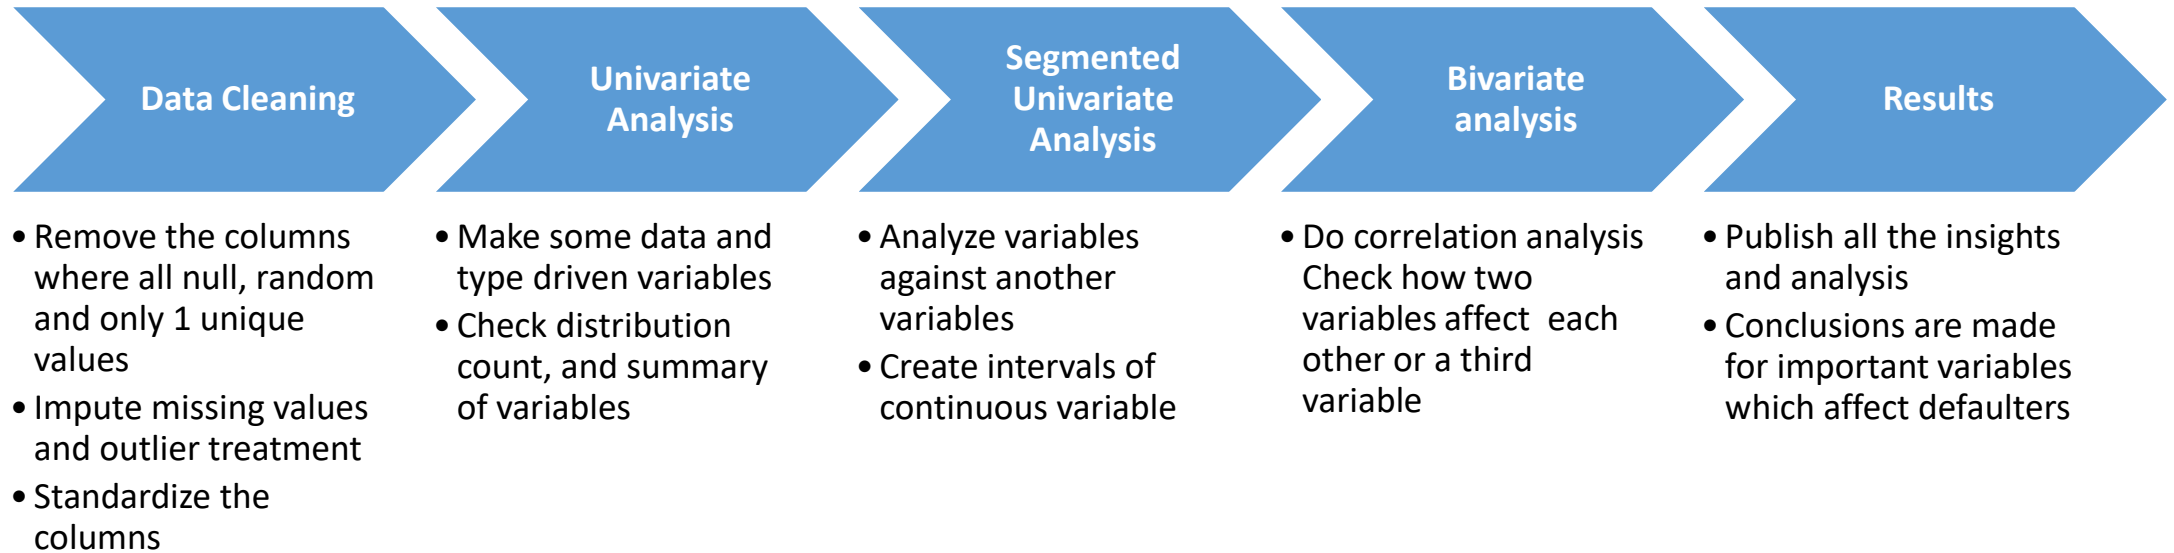 Data Cleaning
• Remove the columns
where all null, random
and only 1 unique
values
• Impute missing values
and outlier treatment
• Standardize the
columns
Univariate
Analysis
• Make some data and
type driven variables
• Check distribution
count, and summary
of variables
Segmented
Univariate
Analysis
• Analyze variables
against another
variables
• Create intervals of
continuous variable
Bivariate
analysis
• Do correlation analysis
Check how two
variables affect  each
other or a third
variable
Results
• Publish all the insights
and analysis
• Conclusions are made
for important variables
which affect defaulters